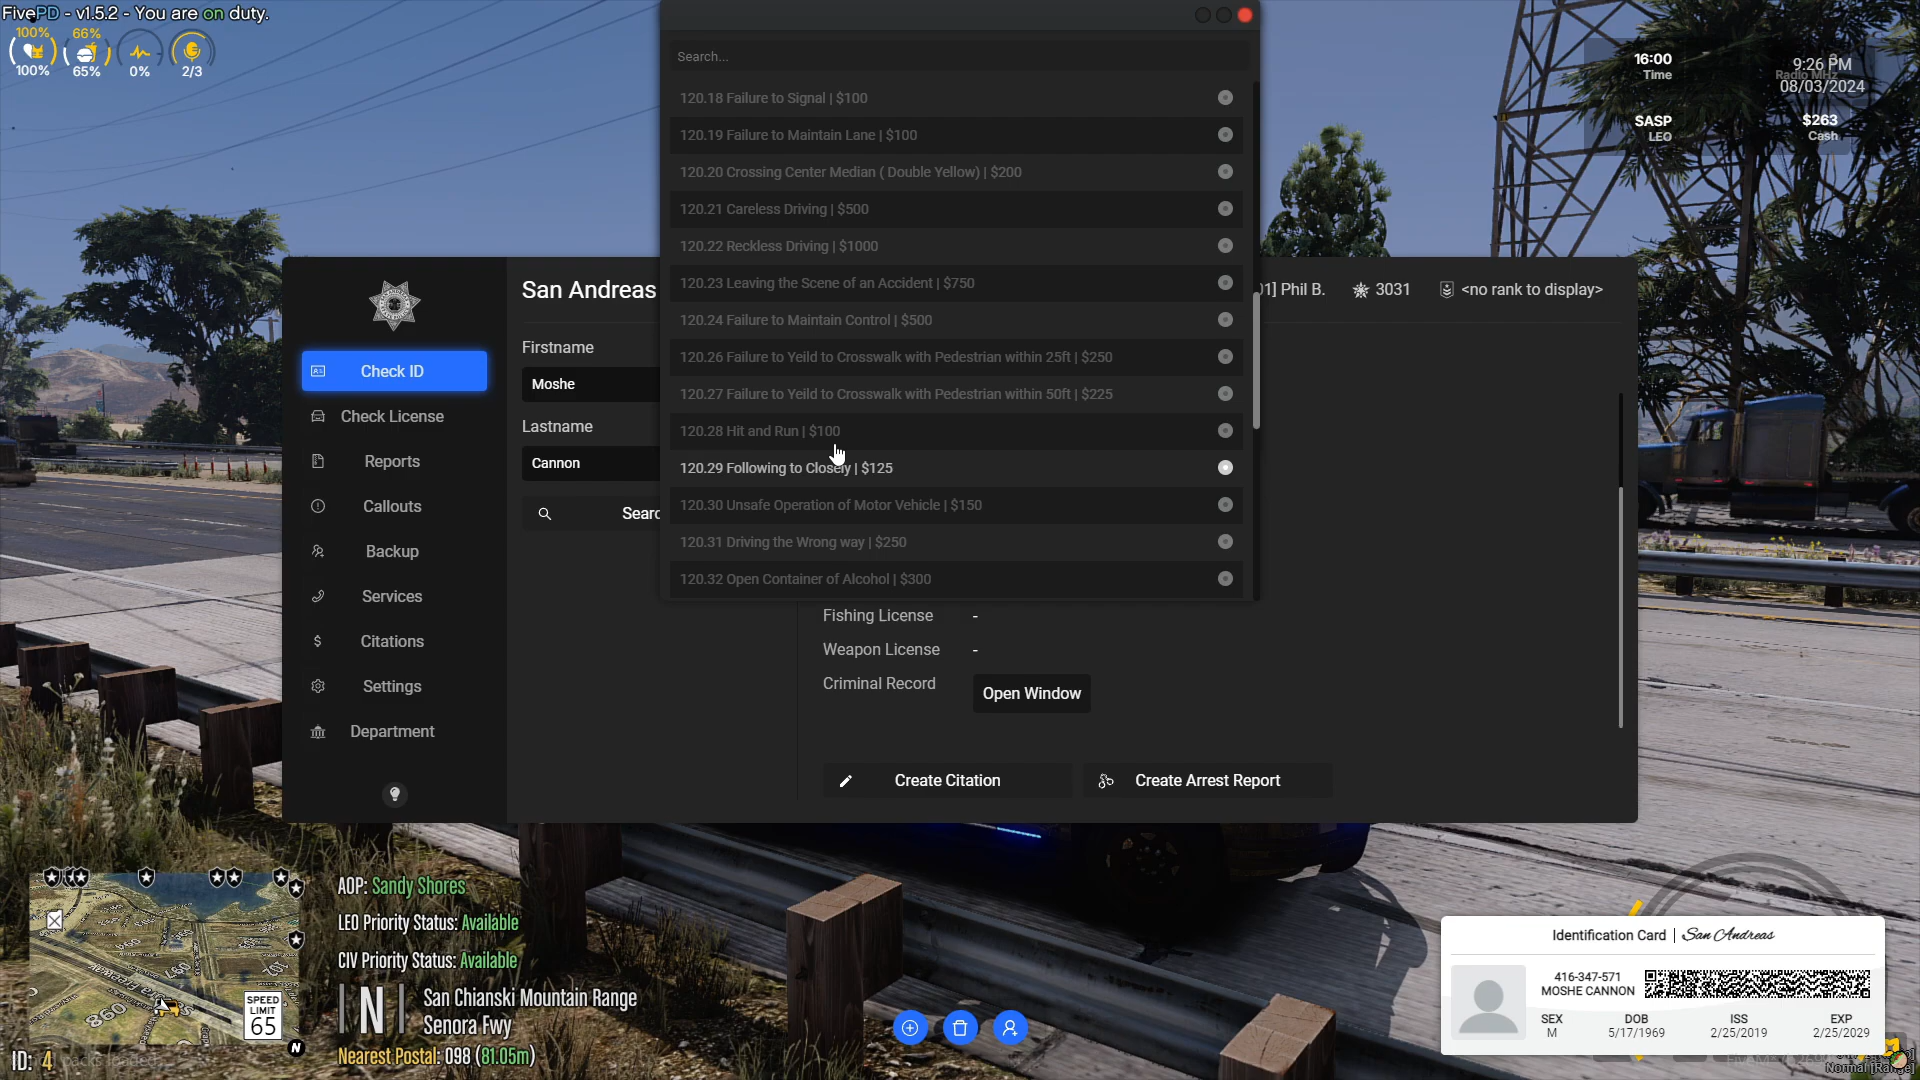 FivePD - v1.5.2 - You are on duty.
100%
66%
100%
65%
0%
2/3
16:00
Time
9:26 PM
Radio MHz
08/03/2024
SASP
LEO
$263
Cash
Search...
120.18 Failure to Signal | $100
120.19 Failure to Maintain Lane | $100
120.20 Crossing Center Median ( Double Yellow) | $200
120.21 Careless Driving | $500
120.22 Reckless Driving | $1000
120.23 Leaving the Scene of an Accident | $750
120.24 Failure to Maintain Control | $500
120.26 Failure to Yeild to Crosswalk with Pedestrian within 25ft | $250
120.27 Failure to Yeild to Crosswalk with Pedestrian within 50ft | $225
120.28 Hit and Run | $100
120.29 Following to Closely | $125
120.30 Unsafe Operation of Motor Vehicle | $150
120.31 Driving the Wrong way | $250
120.32 Open Container of Alcohol | $300
San Andreas
01] Phil B.
3031
<no rank to display>
Check ID
Check License
Reports
Callouts
Backup
Services
Citations
Settings
Department
Firstname
Moshe
Lastname
Cannon
Searc
Fishing License -
Weapon License -
Criminal Record
Open Window
Create Citation
Create Arrest Report
AOP: Sandy Shores
LEO Priority Status: Available
CIV Priority Status: Available
| N | San Chianski Mountain Range
Senora Fwy
Nearest Postal: 098 (81.05m)
SPEED
LIMIT
65
860
N
ID: 4
packs loaded
Identification Card | San Andreas
416-347-571
MOSHE CANNON
SEX
M
DOB
5/17/1969
ISS
2/25/2019
EXP
2/25/2029
Normal [Range]